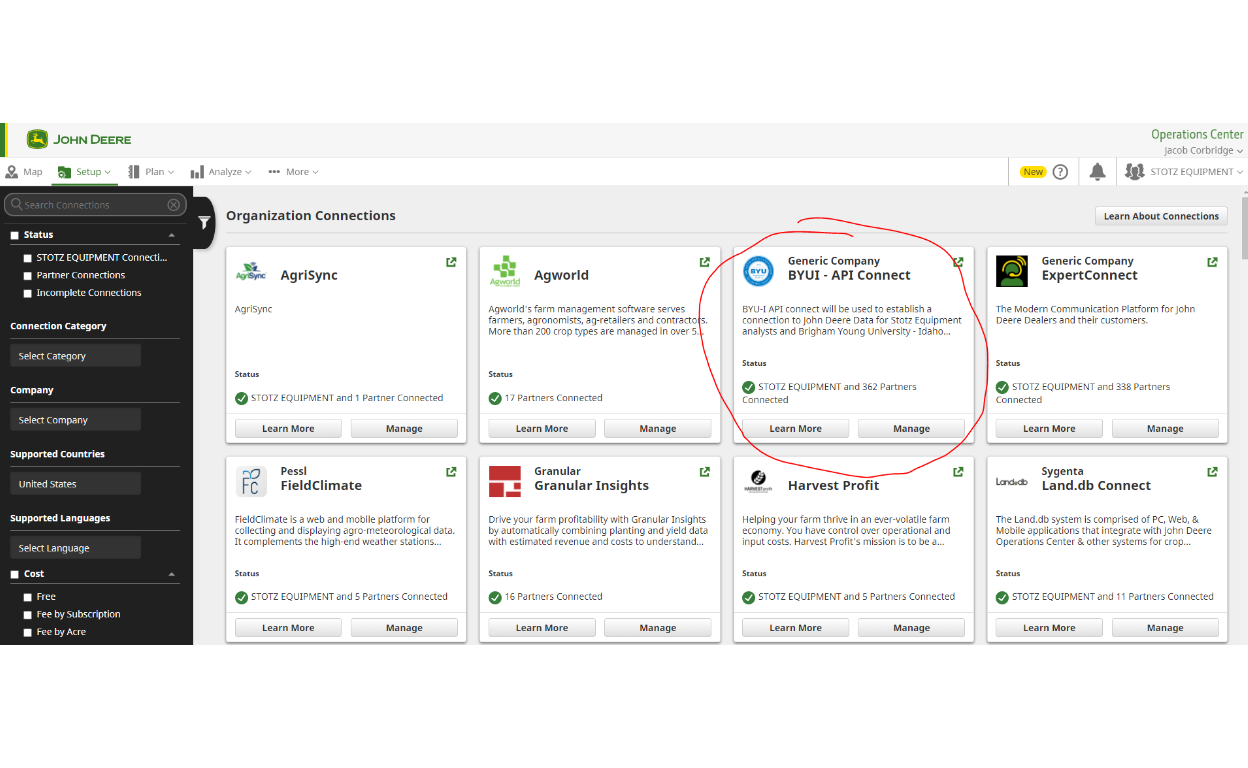 JOHN DEERE
Operations Center
Jacob Corbridge
Map
Setup
Plan
Analyze
More
New
STOTZ EQUIPMENT
Search Connections
Status
STOTZ EQUIPMENT Connecti...
Partner Connections
Incomplete Connections
Connection Category
Select Category
Company
Select Company
Supported Countries
United States
Supported Languages
Select Language
Cost
Free
Fee by Subscription
Fee by Acre
Organization Connections
Learn About Connections
AgriSync
AgriSync
AgriSync
Status
STOTZ EQUIPMENT and 1 Partner Connected
Learn More
Manage
Agworld
Agworld
Agworld's farm management software serves
farmers, agronomists, ag-retailers and contractors.
More than 200 crop types are managed in over 5...
Status
17 Partners Connected
Learn More
Manage
BYU
Generic Company
BYUI - API Connect
BYU-I API connect will be used to establish a
connection to John Deere Data for Stotz Equipment
analysts and Brigham Young University - Idaho...
Status
STOTZ EQUIPMENT and 362 Partners
Connected
Learn More
Manage
Generic Company
ExpertConnect
The Modern Communication Platform for John
Deere Dealers and their customers.
Status
STOTZ EQUIPMENT and 338 Partners
Connected
Learn More
Manage
FC
Pessl
FieldClimate
FieldClimate is a web and mobile platform for
collecting and displaying agro-meteorological data.
It complements the high-end weather stations...
Status
STOTZ EQUIPMENT and 5 Partners Connected
Learn More
Manage
Granular
Granular Insights
Drive your farm profitability with Granular Insights
by automatically combining planting and yield data
with estimated revenue and costs to understand...
Status
16 Partners Connected
Learn More
Manage
HARVEST profit
Harvest Profit
Helping your farm thrive in an ever-volatile farm
economy. You have control over operational and
input costs. Harvest Profit's mission is to be a...
Status
STOTZ EQUIPMENT and 5 Partners Connected
Learn More
Manage
Land.db
Sygenta
Land.db Connect
The Land.db system is comprised of PC, Web, &
Mobile applications that integrate with John Deere
Operations Center & other systems for crop...
Status
STOTZ EQUIPMENT and 11 Partners Connected
Learn More
Manage